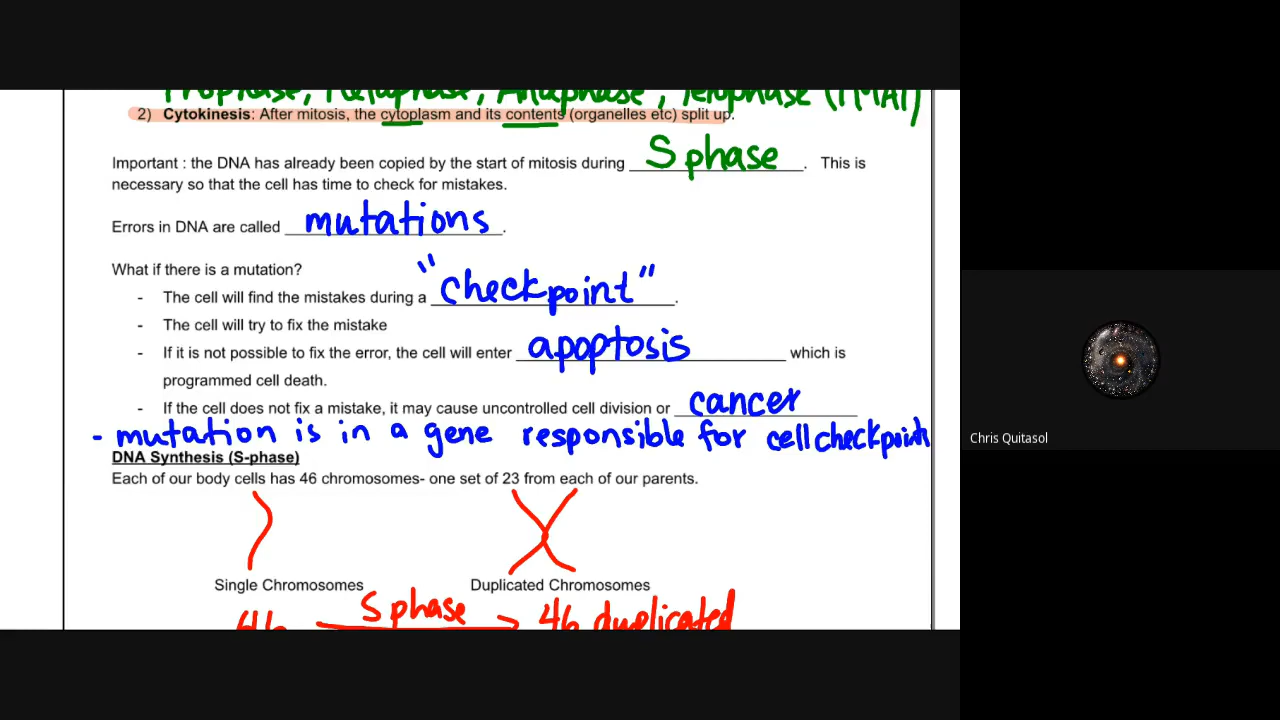 Prophase, Metaphase, Anaphase, Telophase (PMAT)
2) Cytokinesis: After mitosis, the cytoplasm and its contents (organelles etc) split up.
Important : the DNA has already been copied by the start of mitosis during S phase. This is
necessary so that the cell has time to check for mistakes.
Errors in DNA are called mutations.
What if there is a mutation?
- The cell will find the mistakes during a "checkpoint".
- The cell will try to fix the mistake
- If it is not possible to fix the error, the cell will enter apoptosis which is
programmed cell death.
- If the cell does not fix a mistake, it may cause uncontrolled cell division or cancer
- mutation is in a gene responsible for cell checkpoints
DNA Synthesis (S-phase)
Each of our body cells has 46 chromosomes- one set of 23 from each of our parents.
Single Chromosomes Duplicated Chromosomes
46 S phase 46 duplicated
Chris Quitasol